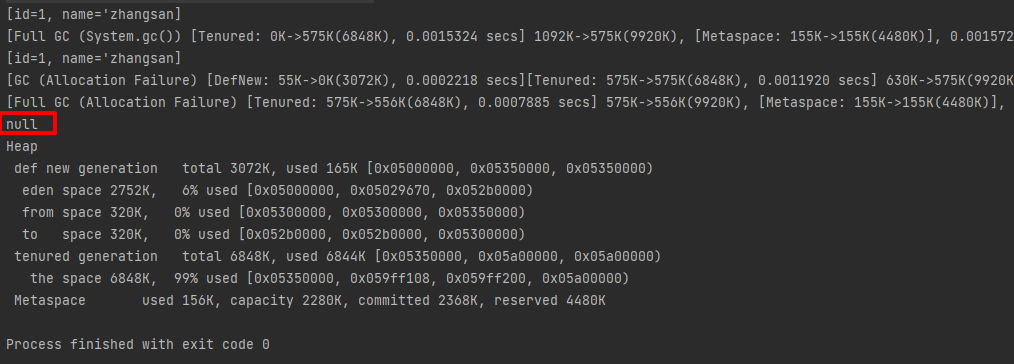 [id=1, name='zhangsan]
[Full GC (System.gc()) [Tenured: 0K->575K(6848K), 0.0015324 secs] 1092K->575K(9920K), [Metaspace: 155K->155K(4480K)], 0.001572
[id=1, name='zhangsan]
[GC (Allocation Failure) [DefNew: 55K->0K(3072K), 0.0002218 secs][Tenured: 575K->575K(6848K), 0.0011920 secs] 630K->575K(9920K
[Full GC (Allocation Failure) [Tenured: 575K->556K(6848K), 0.0007885 secs] 575K->556K(9920K), [Metaspace: 155K->155K(4480K)],
null
Heap
def new generation   total 3072K, used 165K [0x05000000, 0x05350000, 0x05350000)
eden space 2752K,   6% used [0x05000000, 0x05029670, 0x052b0000)
from space 320K,   0% used [0x05300000, 0x05300000, 0x05350000)
to   space 320K,   0% used [0x052b0000, 0x052b0000, 0x05300000)
tenured generation   total 6848K, used 6844K [0x05350000, 0x05a00000, 0x05a00000)
the space 6848K,  99% used [0x05350000, 0x059ff108, 0x059ff200, 0x05a00000)
Metaspace       used 156K, capacity 2280K, committed 2368K, reserved 4480K
Process finished with exit code 0